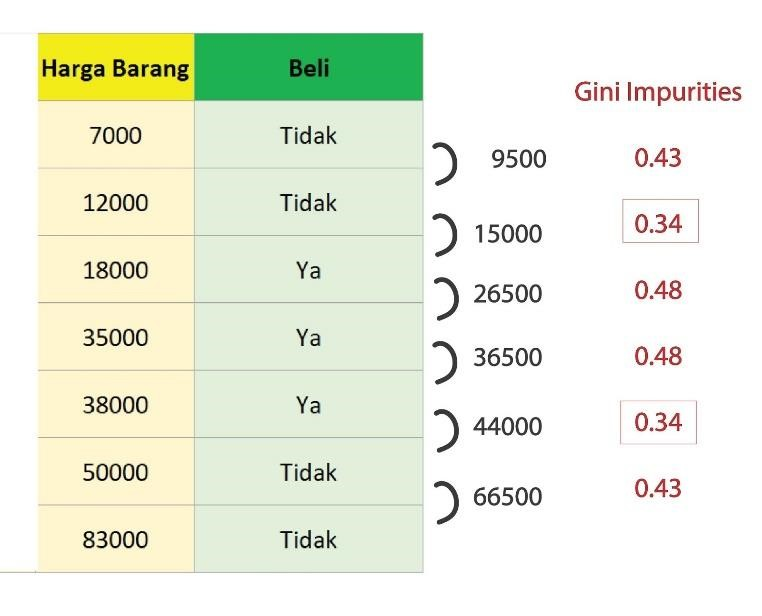 Harga Barang Beli
Gini Impurities
7000 Tidak
9500 0.43
12000 Tidak
15000 0.34
18000 Ya
26500 0.48
35000 Ya
36500 0.48
38000 Ya
44000 0.34
50000 Tidak
66500 0.43
83000 Tidak